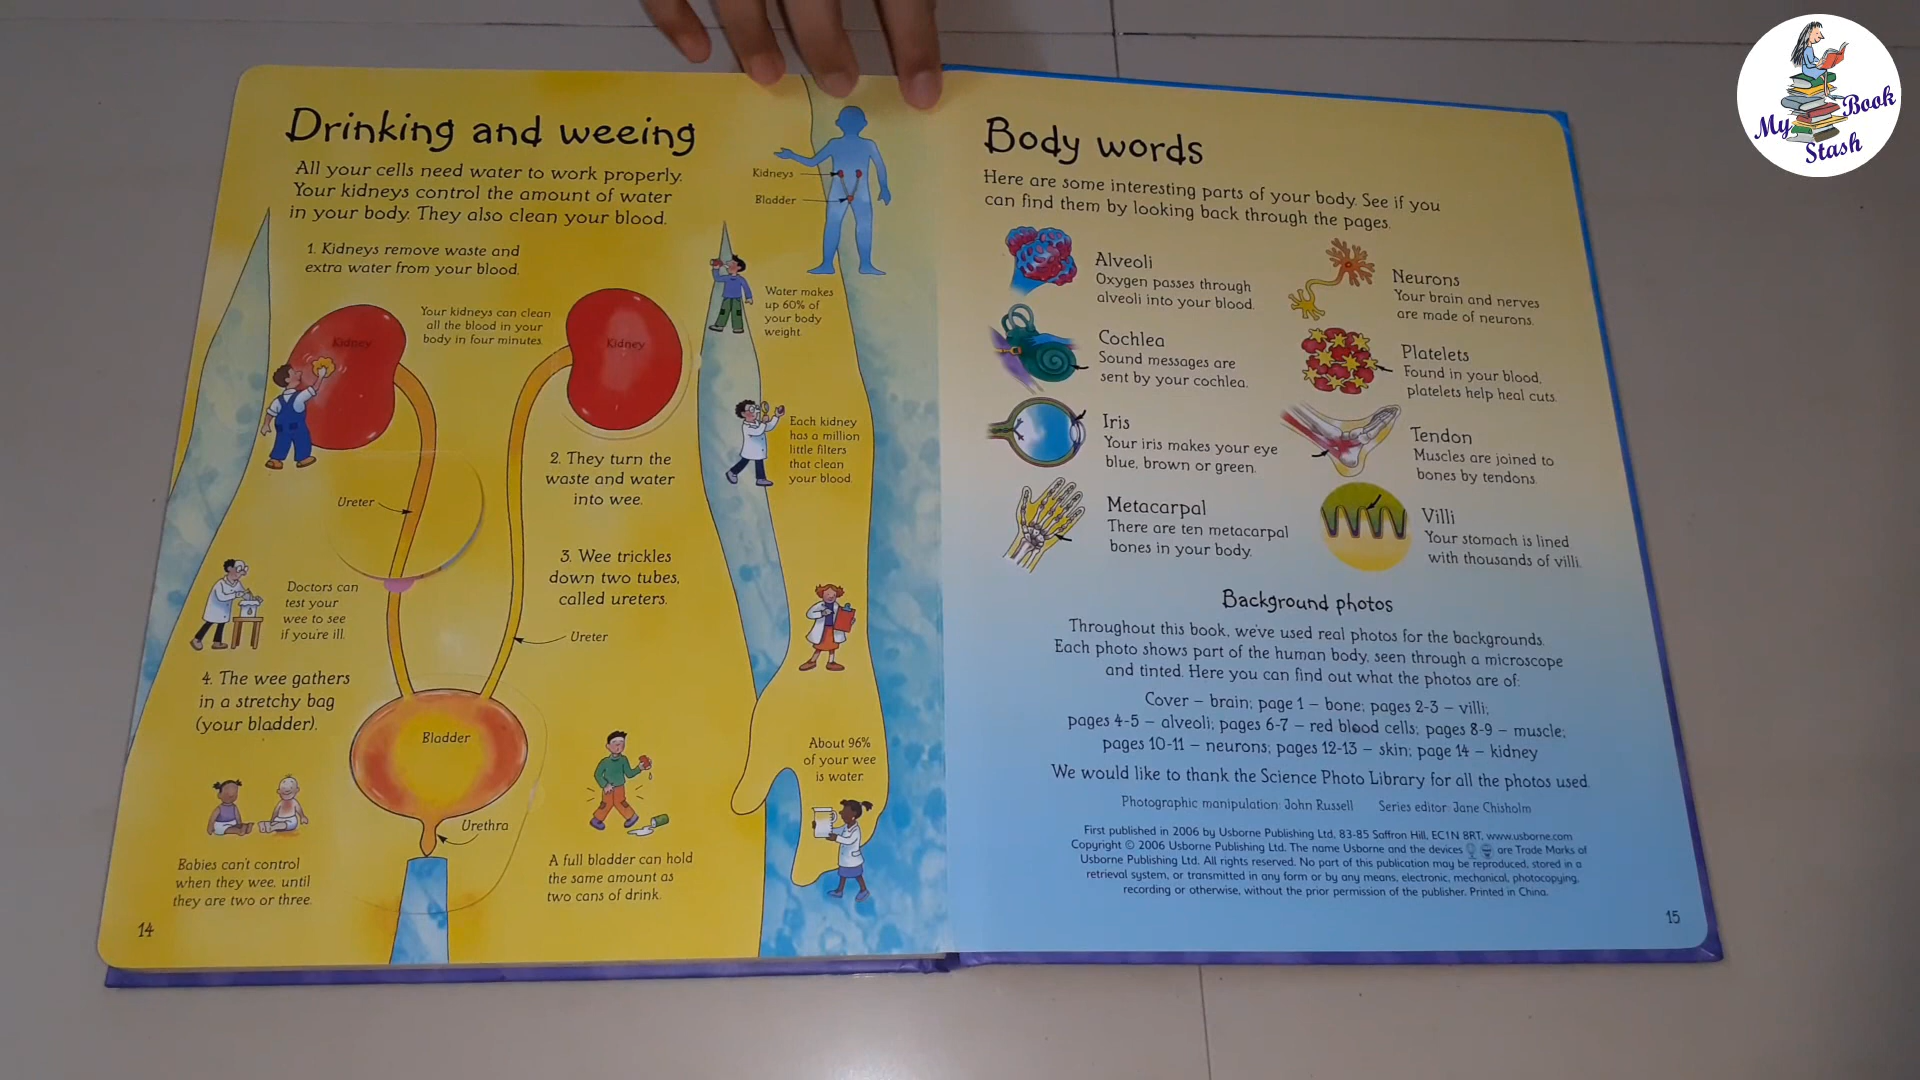 Drinking and weeing
All your cells need water to work properly.
Your kidneys control the amount of water
in your body. They also clean your blood.
1. Kidneys remove waste and
extra water from your blood.
Kidneys
Bladder
Your kidneys can clean
all the blood in your
body in four minutes.
Kidney
Kidney
Water makes
up 60% of
your body
weight.
Each kidney
has a million
little filters
that clean
your blood.
2. They turn the
waste and water
into wee.
Ureter
3. Wee trickles
down two tubes,
called ureters.
Ureter
Doctors can
test your
wee to see
if you're ill.
4. The wee gathers
in a stretchy bag
(your bladder).
Bladder
Urethra
About 96%
of your wee
is water.
Babies can't control
when they wee, until
they are two or three.
A full bladder can hold
the same amount as
two cans of drink.
14
Body words
Here are some interesting parts of your body. See if you
can find them by looking back through the pages.
Alveoli
Oxygen passes through
alveoli into your blood.
Cochlea
Sound messages are
sent by your cochlea.
Iris
Your iris makes your eye
blue, brown or green.
Metacarpal
There are ten metacarpal
bones in your body.
Neurons
Your brain and nerves
are made of neurons.
Platelets
Found in your blood,
platelets help heal cuts.
Tendon
Muscles are joined to
bones by tendons.
Villi
Your stomach is lined
with thousands of villi.
Background photos
Throughout this book, we've used real photos for the backgrounds.
Each photo shows part of the human body, seen through a microscope
and tinted. Here you can find out what the photos are of:
Cover – brain; page 1 – bone; pages 2-3 – villi;
pages 4-5 – alveoli; pages 6-7 – red blood cells; pages 8-9 – muscle;
pages 10-11 – neurons; pages 12-13 – skin; page 14 – kidney
We would like to thank the Science Photo Library for all the photos used.
Photographic manipulation: John Russell Series editor: Jane Chisholm
First published in 2006 by Usborne Publishing Ltd, 83-85 Saffron Hill, EC1N 8RT, www.usborne.com
Copyright © 2006 Usborne Publishing Ltd. The name Usborne and the devices are Trade Marks of
Usborne Publishing Ltd. All rights reserved. No part of this publication may be reproduced, stored in a
retrieval system, or transmitted in any form or by any means, electronic, mechanical, photocopying,
recording or otherwise, without the prior permission of the publisher. Printed in China.
15
My Book
Stash